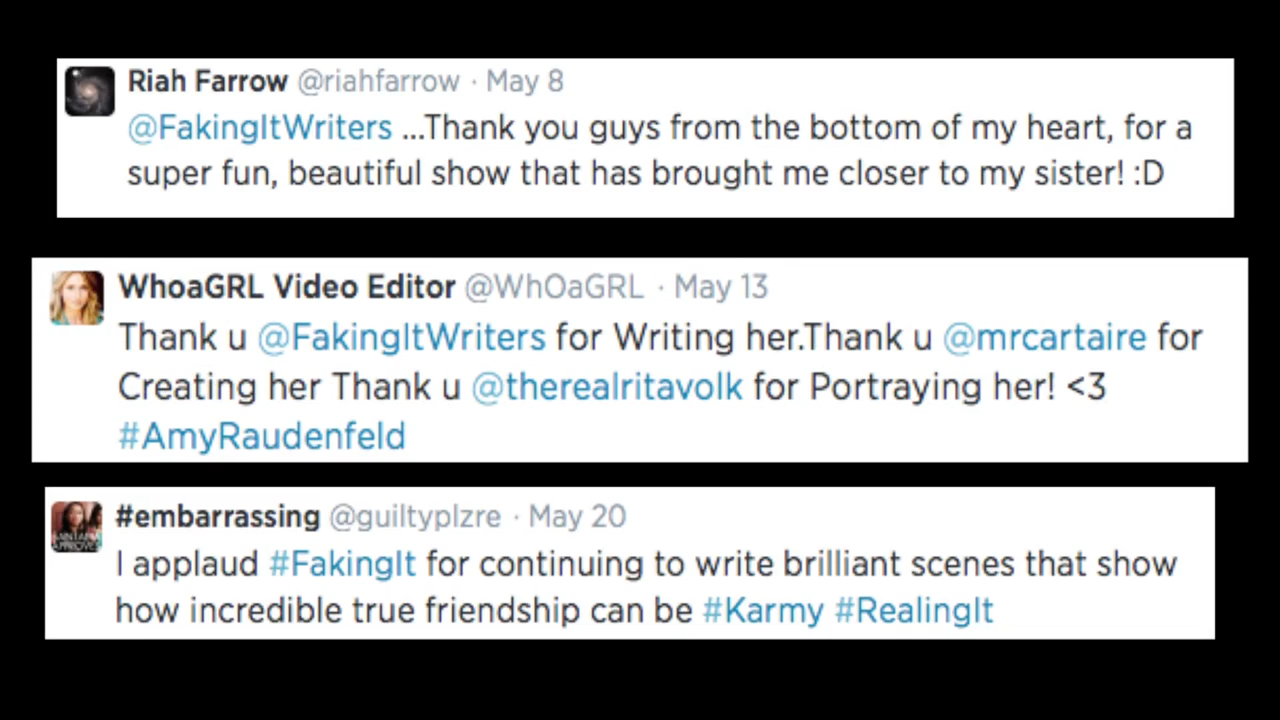 Riah Farrow @riahfarrow · May 8
@FakingItWriters ...Thank you guys from the bottom of my heart, for a
super fun, beautiful show that has brought me closer to my sister! :D
WhoaGRL Video Editor @WhOaGRL · May 13
Thank u @FakingItWriters for Writing her.Thank u @mrcartaire for
Creating her Thank u @therealritavolk for Portraying her! <3
#AmyRaudenfeld
#embarrassing @guiltyplzre · May 20
I applaud #FakingIt for continuing to write brilliant scenes that show
how incredible true friendship can be #Karmy #RealingIt